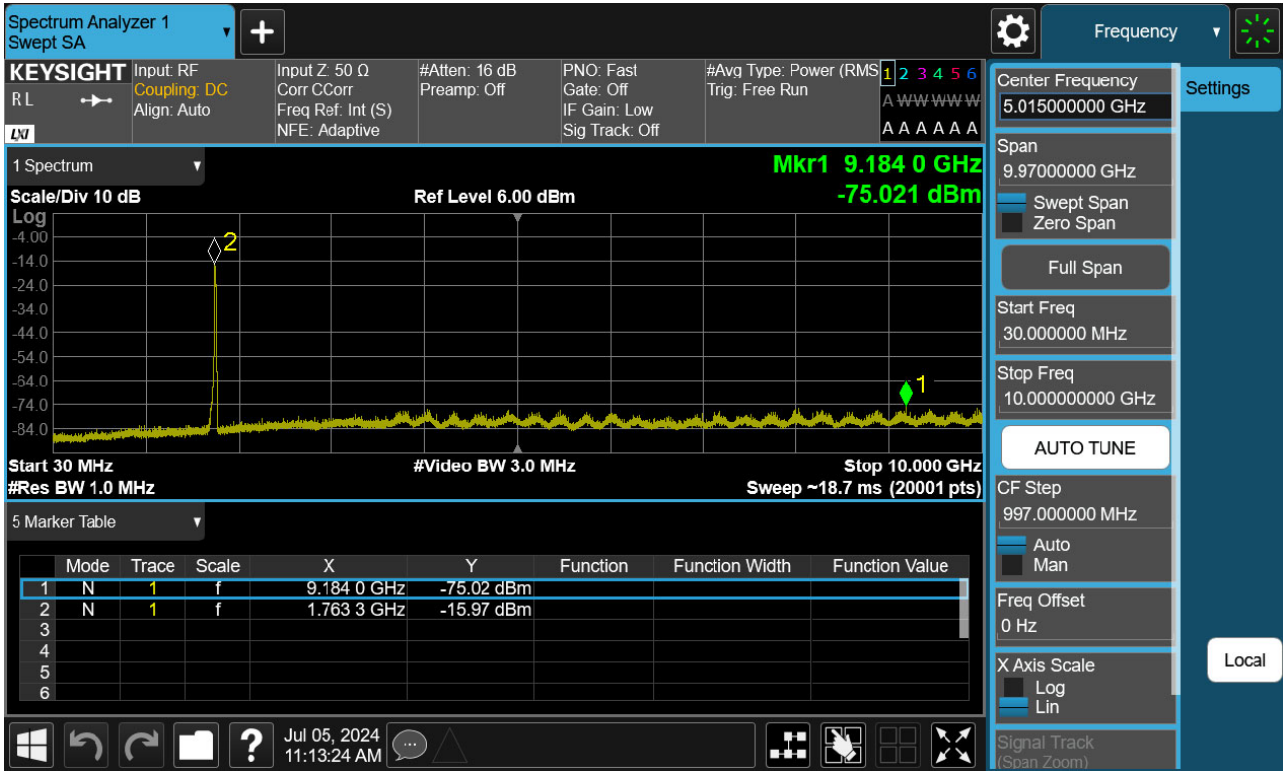 Spectrum Analyzer 1
Swept SA
Frequency
KEYSIGHT
R L
LXI
Input: RF
Coupling: DC
Align: Auto
Input Z: 50 Ω
Corr CCorr
Freq Ref: Int (S)
NFE: Adaptive
#Atten: 16 dB
Preamp: Off
PNO: Fast
Gate: Off
IF Gain: Low
Sig Track: Off
#Avg Type: Power (RMS
Trig: Free Run
1 2 3 4 5 6
A W W W W W
A A A A A A
1 Spectrum
Mkr1 9.184 0 GHz
Scale/Div 10 dB
Ref Level 6.00 dBm
-75.021 dBm
Log
-4.00
2
-14.0
-24.0
-34.0
-44.0
-54.0
-64.0
1
-74.0
-84.0
Start 30 MHz
#Video BW 3.0 MHz
Stop 10.000 GHz
#Res BW 1.0 MHz
Sweep ~18.7 ms (20001 pts)
5 Marker Table
Mode Trace Scale X Y Function Function Width Function Value
1 N 1 f 9.184 0 GHz -75.02 dBm
2 N 1 f 1.763 3 GHz -15.97 dBm
3
4
5
6
Center Frequency
5.015000000 GHz
Settings
Span
9.97000000 GHz
Swept Span
Zero Span
Full Span
Start Freq
30.000000 MHz
Stop Freq
10.000000000 GHz
AUTO TUNE
CF Step
997.000000 MHz
Auto
Man
Freq Offset
0 Hz
X Axis Scale
Log
Lin
Local
Signal Track
(Span Zoom)
?
Jul 05, 2024
11:13:24 AM